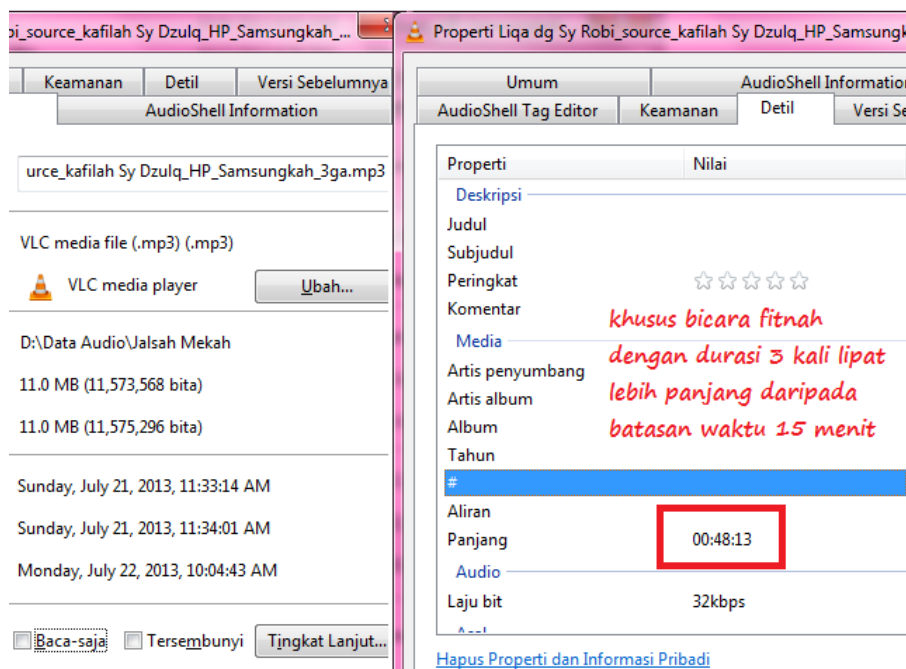 bi_source_kafilah Sy Dzulq_HP_Samsungkah_...
Keamanan Detil Versi Sebelumnya
AudioShell Information
urce_kafilah Sy Dzulq_HP_Samsungkah_3ga.mp3
VLC media file (.mp3) (.mp3)
VLC media player Ubah...
D:\Data Audio\Jalsah Mekah
11.0 MB (11,573,568 bita)
11.0 MB (11,575,296 bita)
Sunday, July 21, 2013, 11:33:14 AM
Sunday, July 21, 2013, 11:34:01 AM
Monday, July 22, 2013, 10:04:43 AM
Baca-saja Tersembunyi Tingkat Lanjut...
Properti Liqa dg Sy Robi_source_kafilah Sy Dzulq_HP_Samsungk
Umum AudioShell Information
AudioShell Tag Editor Keamanan Detil Versi Se
Properti Nilai
Deskripsi
Judul
Subjudul
Peringkat
Komentar
Media
Artis penyumbang
Artis album
Album
Tahun
#
Aliran
Panjang 00:48:13
Audio
Laju bit 32kbps
Hapus Properti dan Informasi Pribadi
khusus bicara fitnah
dengan durasi 3 kali lipat
lebih panjang daripada
batasan waktu 15 menit